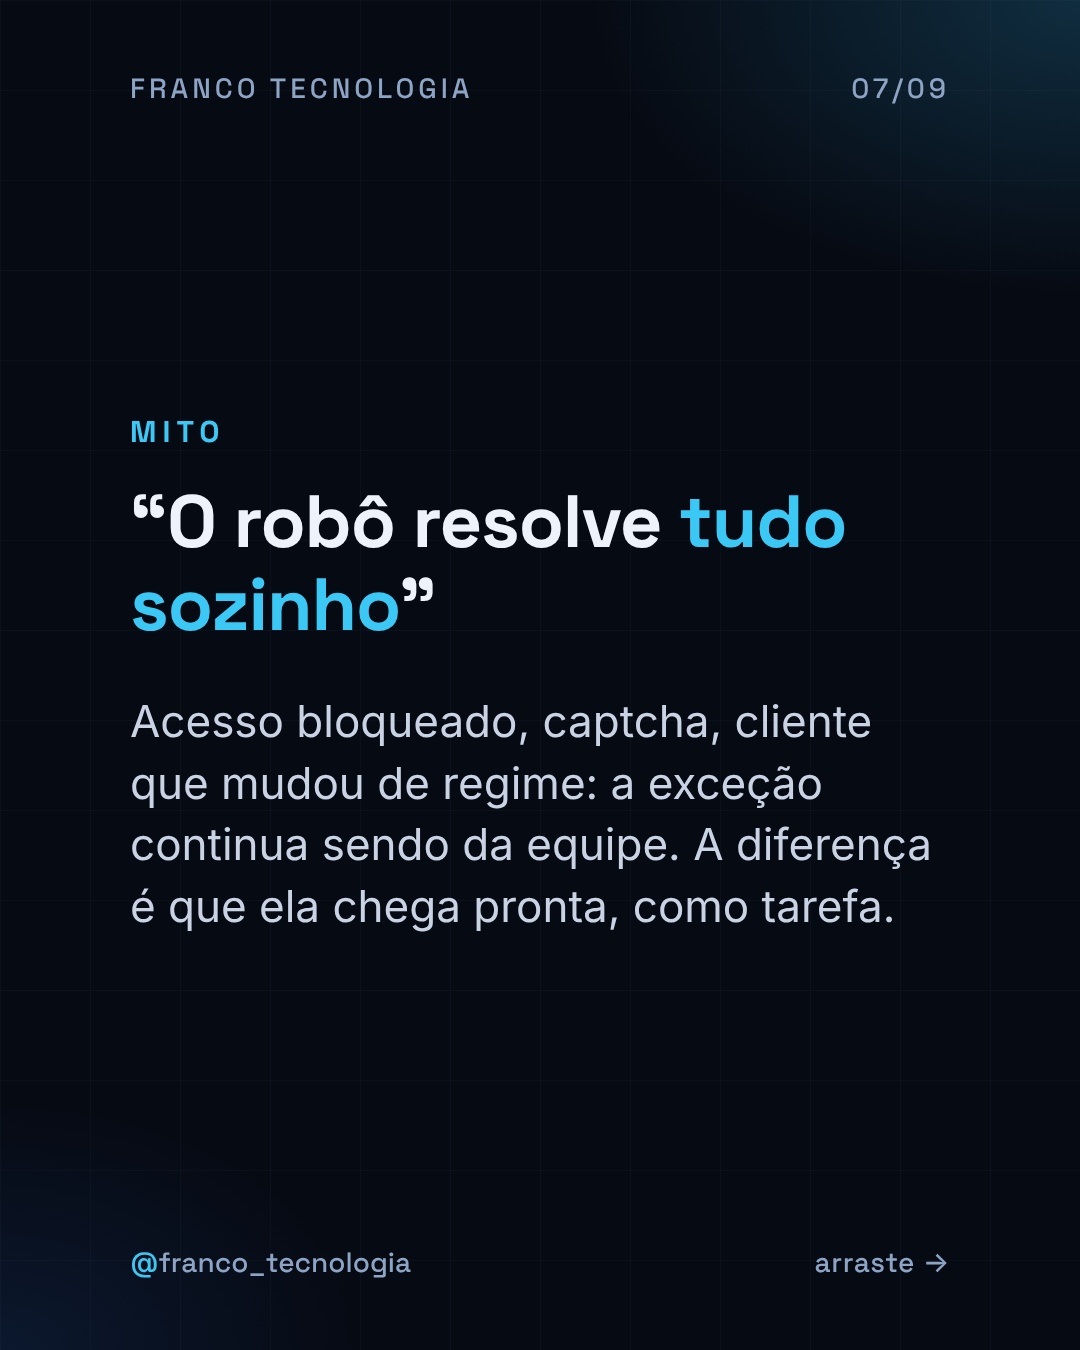 FRANCO TECNOLOGIA
07/09
MITO
“O robô resolve tudo
sozinho”
Acesso bloqueado, captcha, cliente
que mudou de regime: a exceção
continua sendo da equipe. A diferença
é que ela chega pronta, como tarefa.
@franco_tecnologia
arraste →